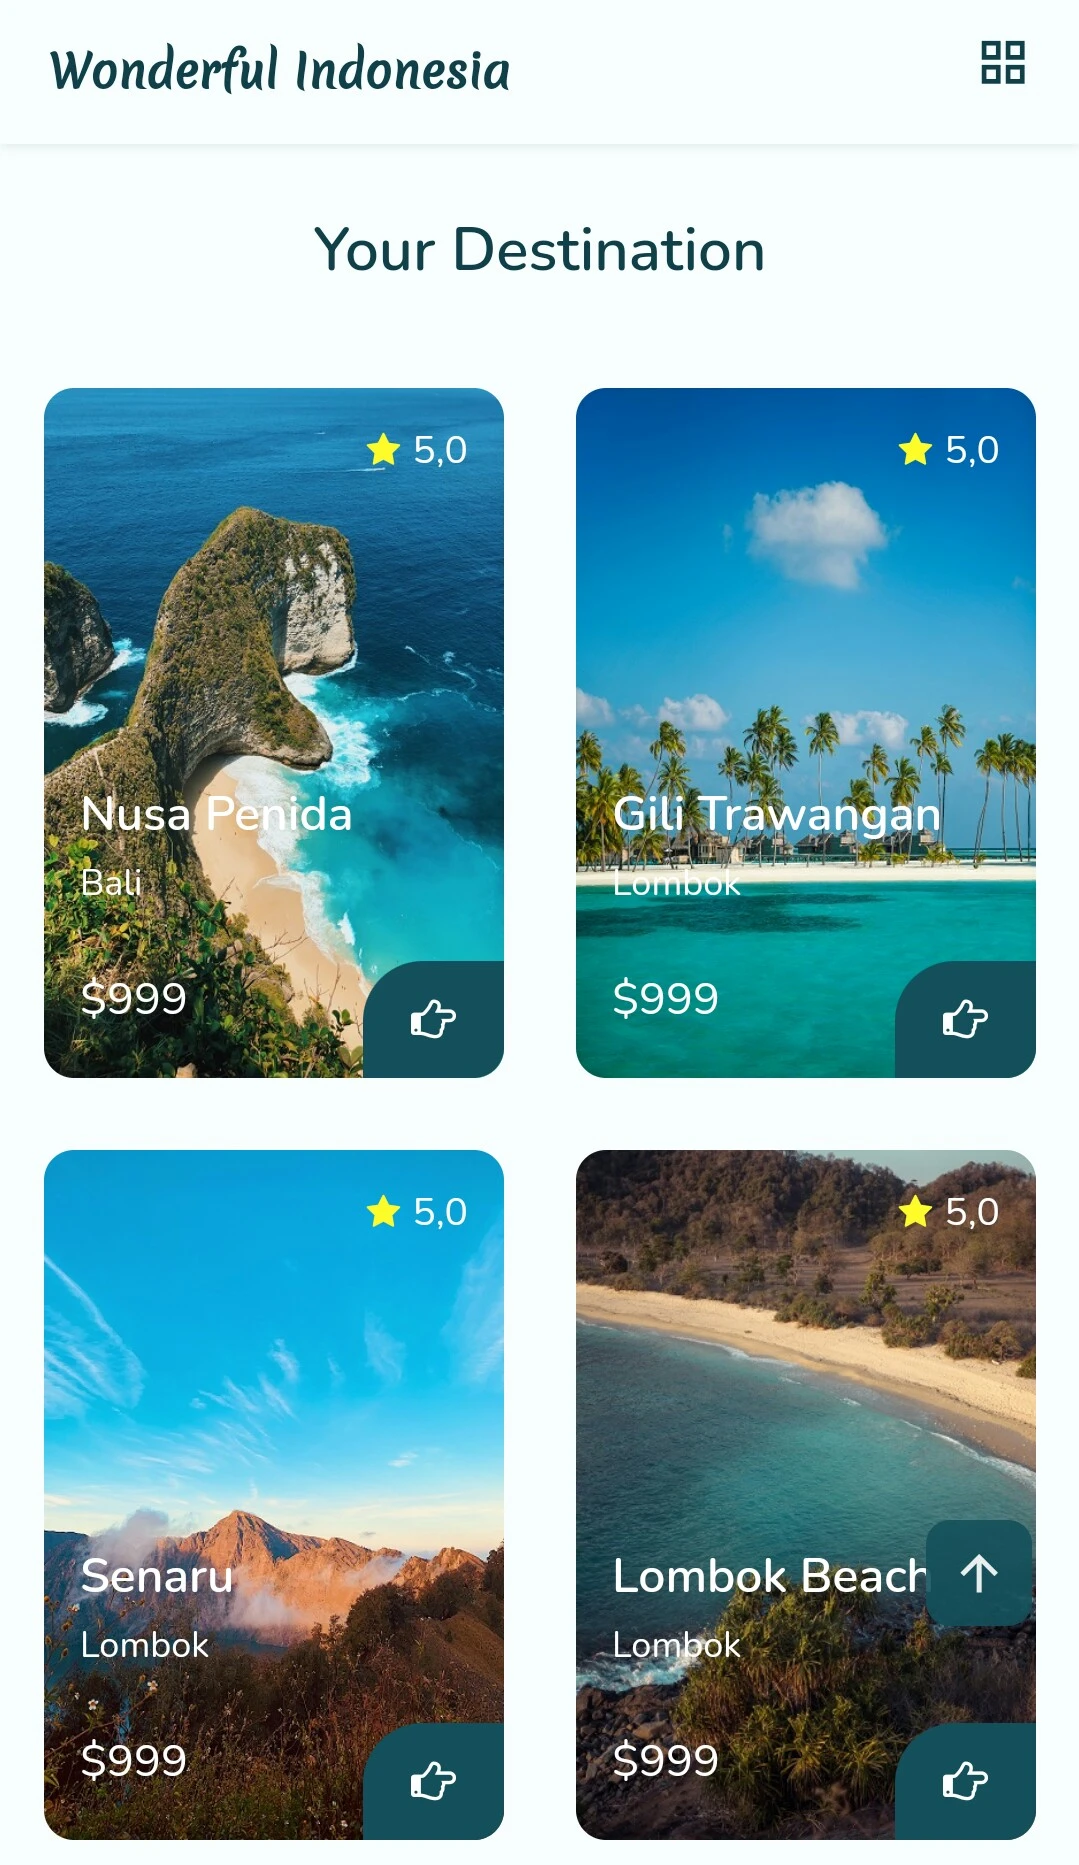 Wonderful Indonesia
Your Destination
5,0
Nusa Penida
Bali
$999
5,0
Gili Trawangan
Lombok
$999
5,0
Senaru
Lombok
$999
5,0
Lombok Beach
Lombok
$999